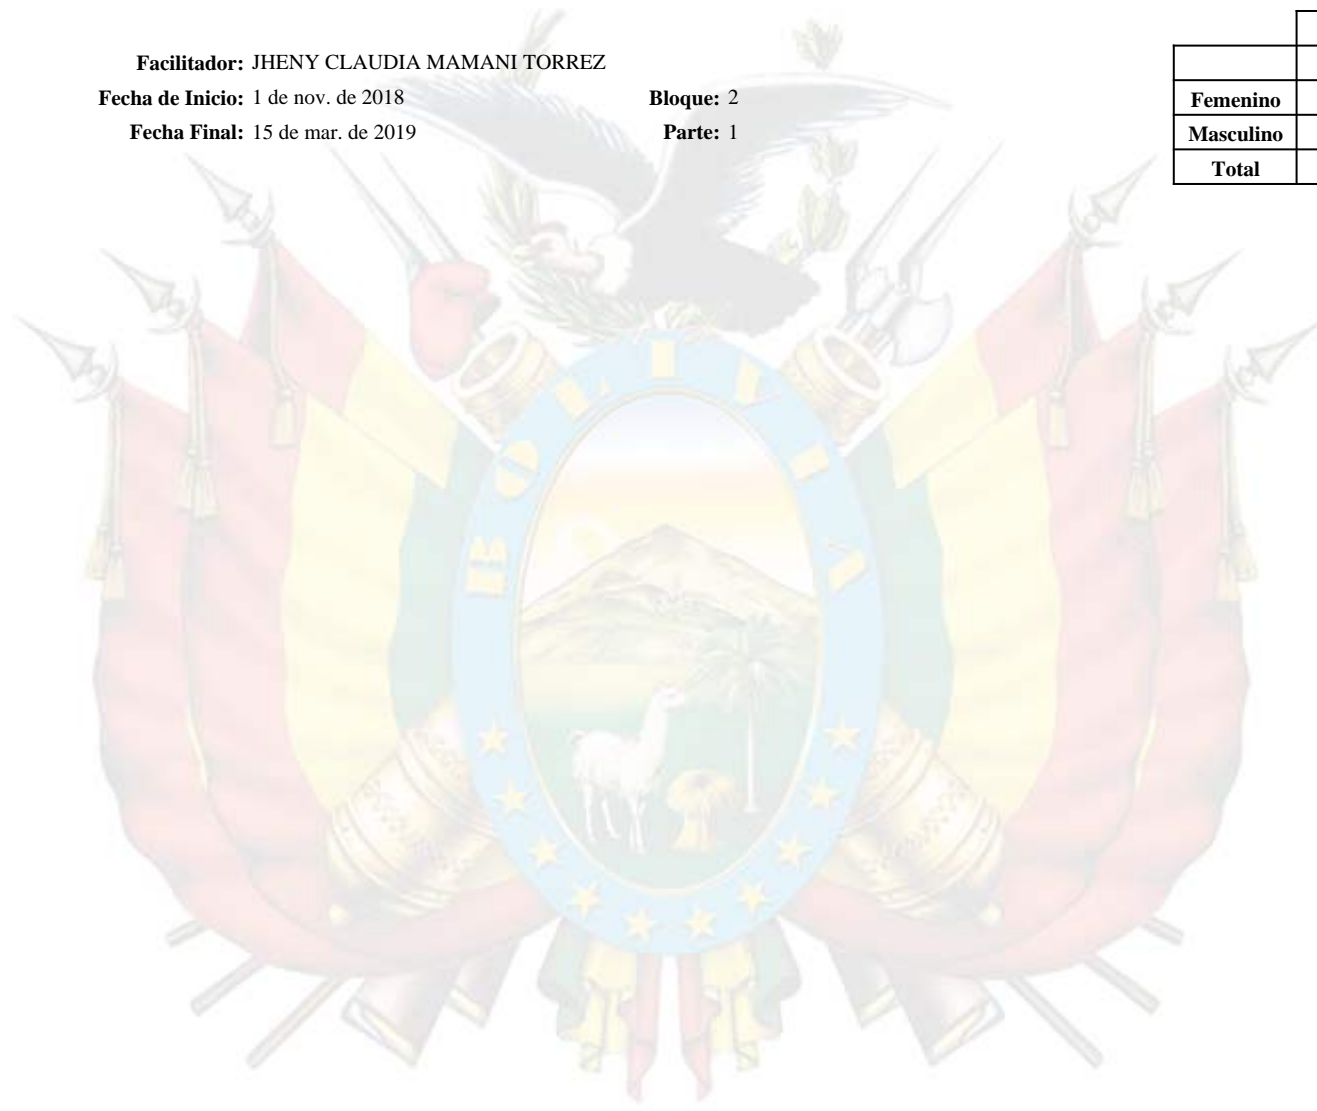 Facilitador: JHENY CLAUDIA MAMANI TORREZ
Fecha de Inicio: 1 de nov. de 2018 Bloque: 2
Fecha Final: 15 de mar. de 2019 Parte: 1
Femenino
Masculino
Total
BOLIVIA